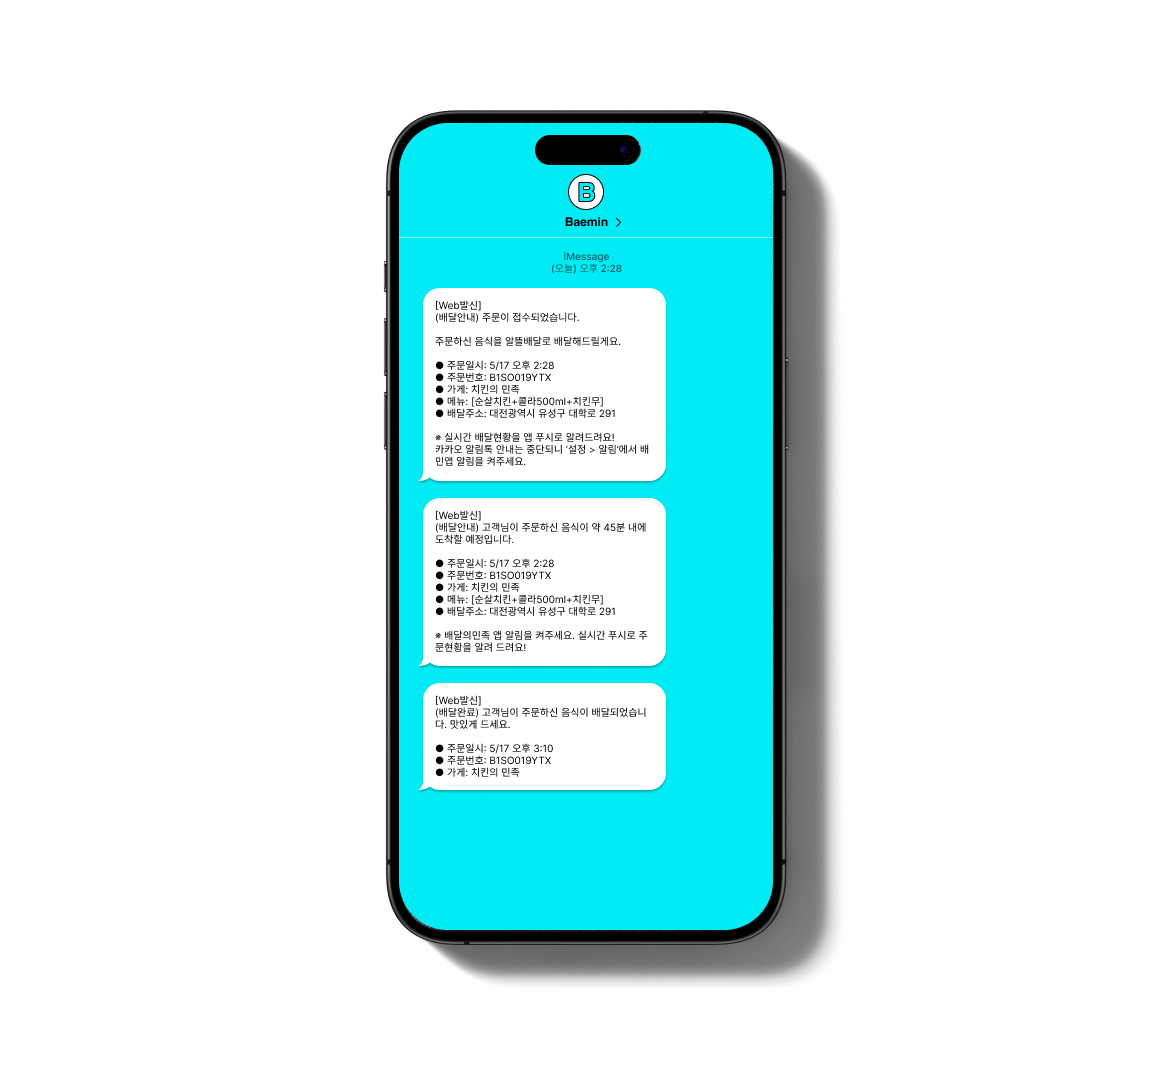 B
Baemin
iMessage
(오늘) 오후 2:28
[Web발신]
(배달안내) 주문이 접수되었습니다.
주문하신 음식을 알뜰배달로 배달해드릴게요.
● 주문일시: 5/17 오후 2:28
● 주문번호: B1SO019YTX
● 가게: 치킨의 민족
● 메뉴: [순살치킨+콜라500ml+치킨무]
● 배달주소: 대전광역시 유성구 대학로 291
※ 실시간 배달현황을 앱 푸시로 알려드려요!
카카오 알림톡 안내는 중단되니 '설정 > 알림'에서 배
민앱 알림을 켜주세요.
[Web발신]
(배달안내) 고객님이 주문하신 음식이 약 45분 내에
도착할 예정입니다.
● 주문일시: 5/17 오후 2:28
● 주문번호: B1SO019YTX
● 가게: 치킨의 민족
● 메뉴: [순살치킨+콜라500ml+치킨무]
● 배달주소: 대전광역시 유성구 대학로 291
※ 배달의민족 앱 알림을 켜주세요. 실시간 푸시로 주
문현황을 알려 드려요!
[Web발신]
(배달완료) 고객님이 주문하신 음식이 배달되었습니
다. 맛있게 드세요.
● 주문일시: 5/17 오후 3:10
● 주문번호: B1SO019YTX
● 가게: 치킨의 민족